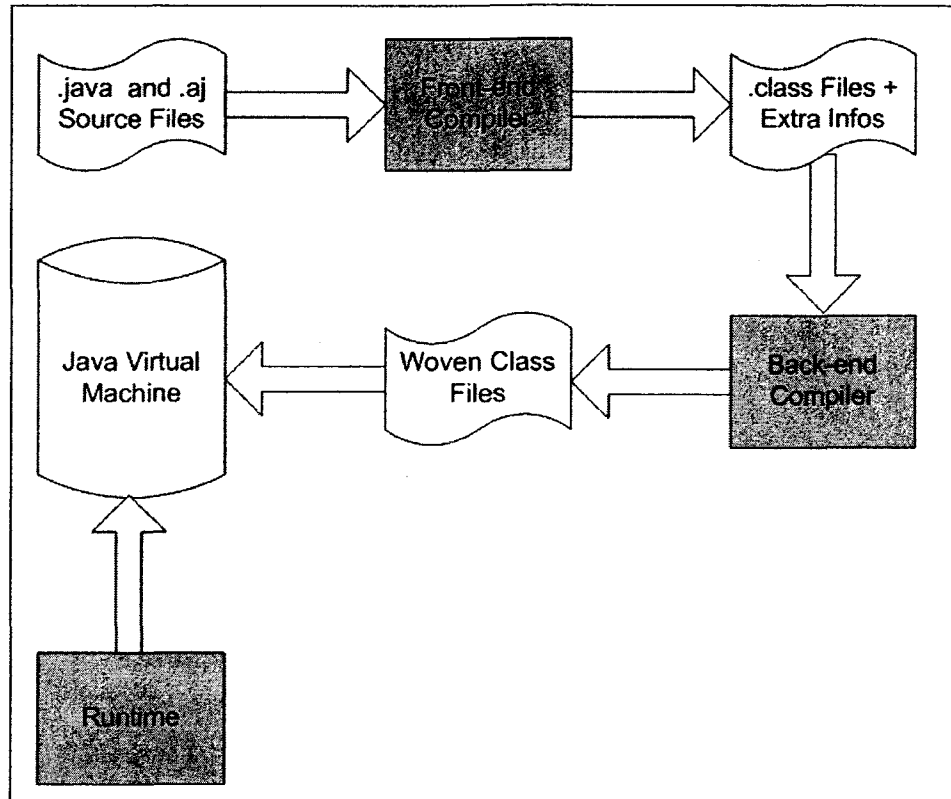 .java and .aj
Source Files
Front-end
Compiler
.class Files +
Extra Infos
Java Virtual
Machine
Woven Class
Files
Back-end
Compiler
Runtime